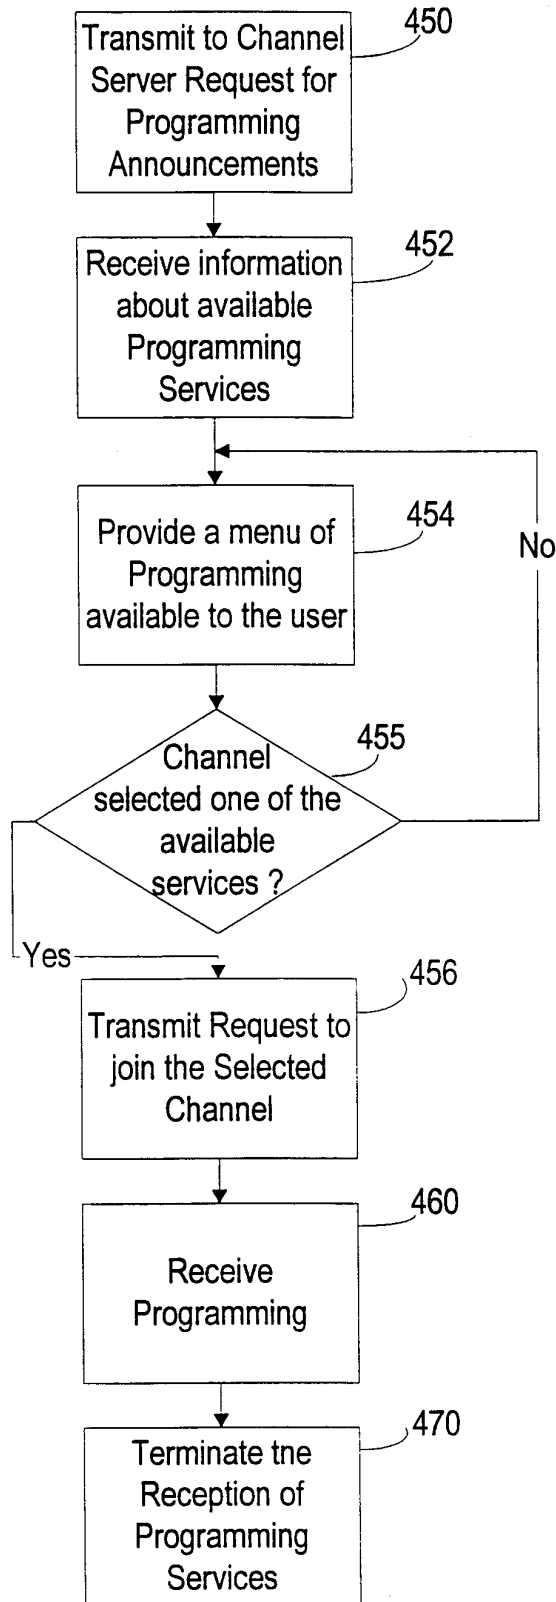 Transmit to Channel
Server Request for
Programming
Announcements
450
Receive information
about available
Programming
Services
452
Provide a menu of
Programming
available to the user
454
No
Channel
selected one of the
available
services ?
455
Yes
Transmit Request to
join the Selected
Channel
456
Receive
Programming
460
Terminate tne
Reception of
Programming
Services
470